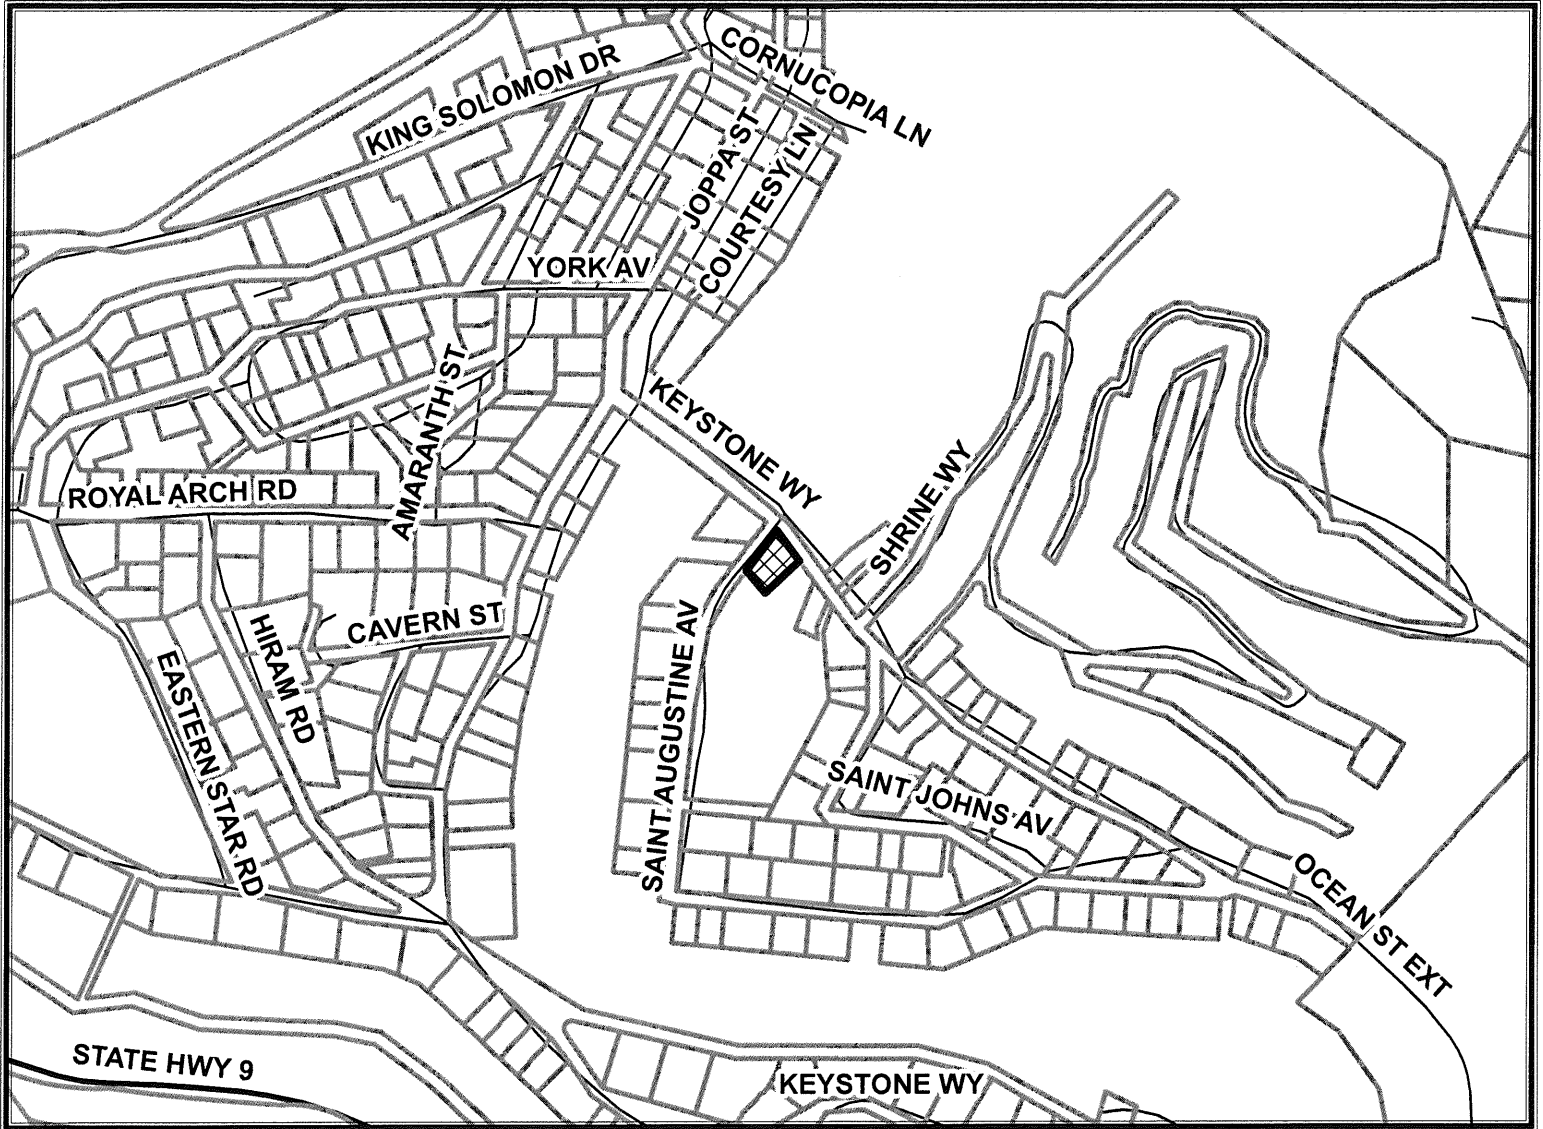 CORNUCOPIA LN
KING SOLOMON DR
JOPPA ST
COURTESY LN
YORK AV
AMARANTH ST
KEYSTONE WY
SHRINE WY
ROYAL ARCH RD
CAVERN ST
HIRAM RD
EASTERN STAR RD
SAINT AUGUSTINE AV
SAINT JOHNS AV
OCEAN ST EXT
STATE HWY 9
KEYSTONE WY